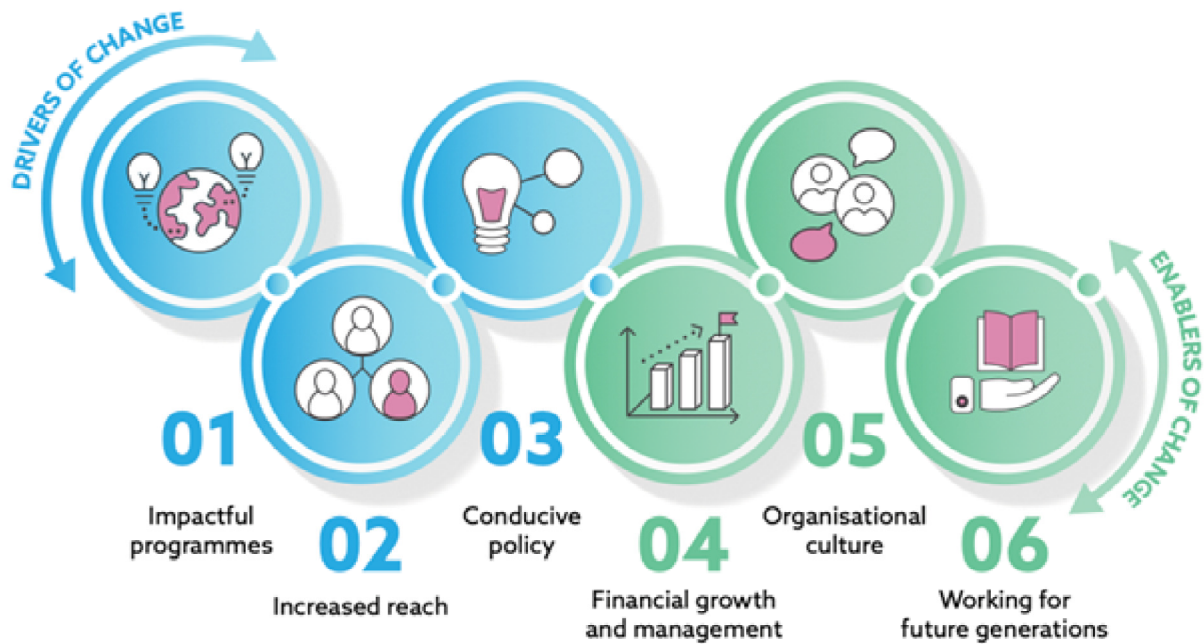 DRIVERS OF CHANGE
01
Impactful
programmes
02
Increased reach
03
Conducive
policy
04
Financial growth
and management
05
Organisational
culture
06
Working for
future generations
ENABLERS OF CHANGE